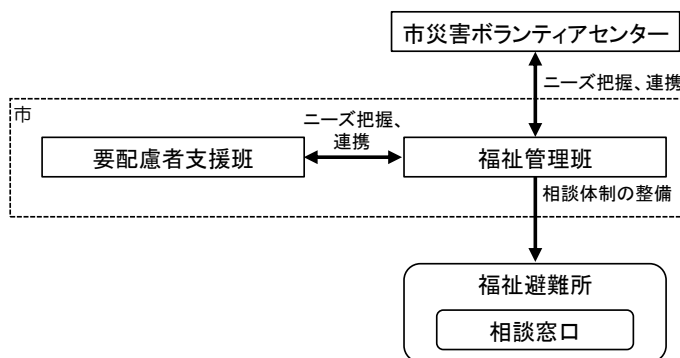 市災害ボランティアセンター
ニーズ把握、連携
市
ニーズ把握、
連携
要配慮者支援班
福祉管理班
相談体制の整備
福祉避難所
相談窓口